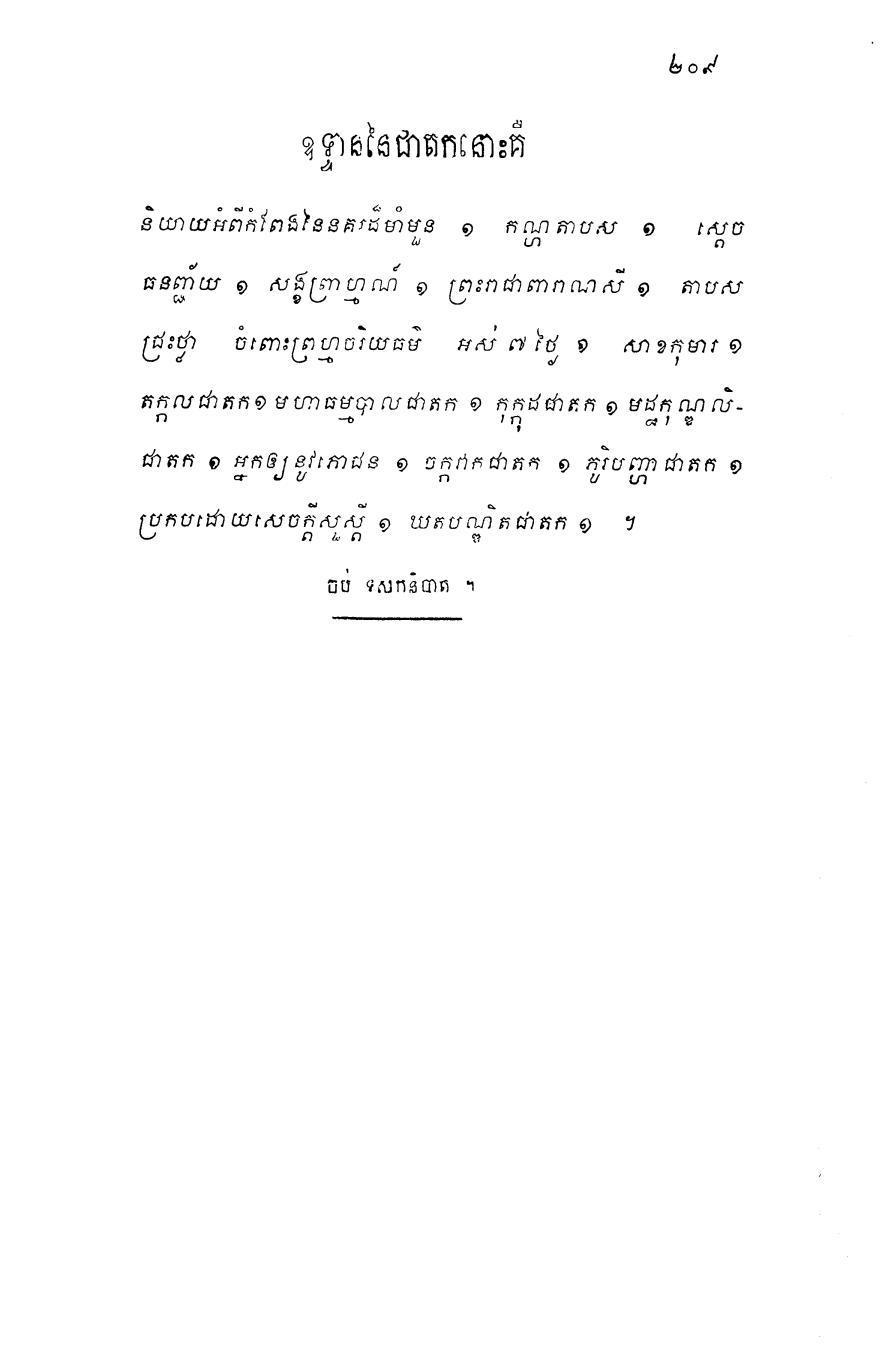 ២០៩
ឧទ្ទាននៃជាតកនោះគឺ
និយាយអំពីកំពែងនៃនគរដ៏មាំមួន ១ កណ្ហតាបស ១ ស្តេច
ធនញ្ជ័យ ១ សង្ខព្រាហ្មណ៍ ១ ព្រះរាជាពារាណសី ១ តាបស
ជ្រះថ្លា ចំពោះព្រហ្មចរិយធម៌ អស់ ៧ ថ្ងៃ ១ សាខកុមារ ១
តក្កលជាតក ១ មហាធម្មបាលជាតក ១ កុក្កុដជាតក ១ មដ្ឋកុណ្ឌលិ-
ជាតក ១ អ្នកឲ្យនូវភោជន ១ ចក្កវាកជាតក ១ ភូរិបញ្ហាជាតក ១
ប្រកបដោយសេចក្តីសួស្តី ១ ឃតបណ្ឌិតជាតក ១ ។
ចប់ ទសកនិបាត ។